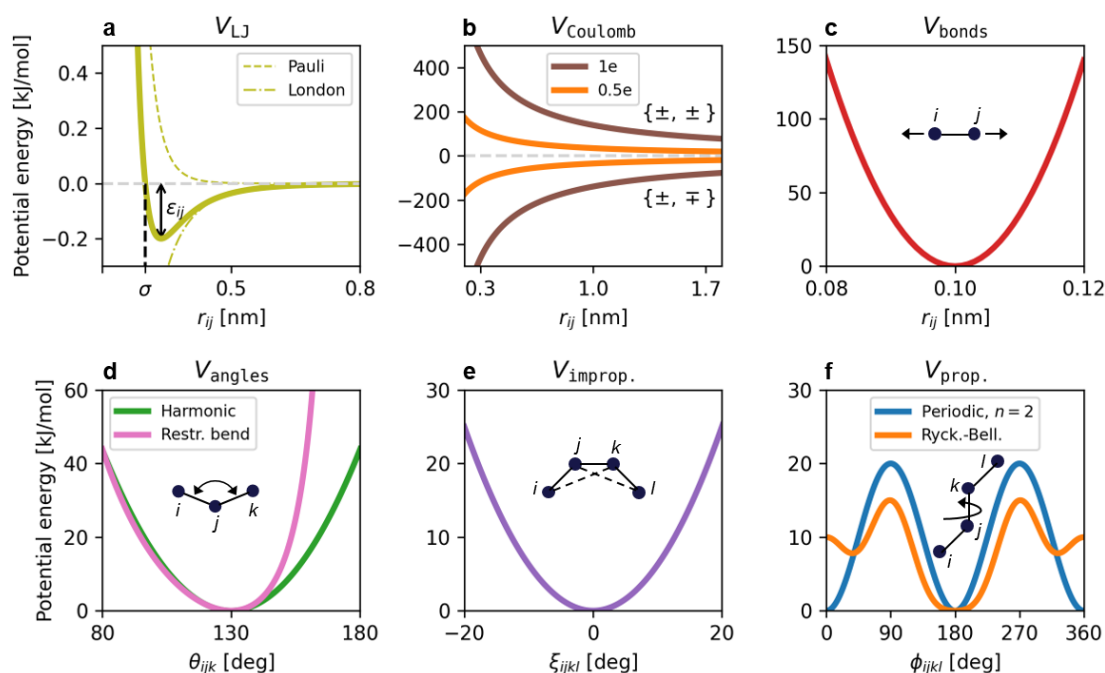 a V_LJ
Potential energy [kJ/mol]
0.4
0.2
0.0
−0.2
Pauli
London
ε_ij
σ 0.5 0.8
r_ij [nm]
b V_Coulomb
400
200
0
−200
−400
1e
0.5e
{±, ±}
{±, ∓}
0.3 1.0 1.7
r_ij [nm]
c V_bonds
150
100
50
0
i j
0.08 0.10 0.12
r_ij [nm]
d V_angles
Potential energy [kJ/mol]
60
40
20
0
Harmonic
Restr. bend
i j k
80 130 180
θ_ijk [deg]
e V_improp.
30
20
10
0
j k
i l
−20 0 20
ξ_ijkl [deg]
f V_prop.
30
20
10
0
Periodic, n = 2
Ryck.-Bell.
l
k
j
i
0 90 180 270 360
ϕ_ijkl [deg]